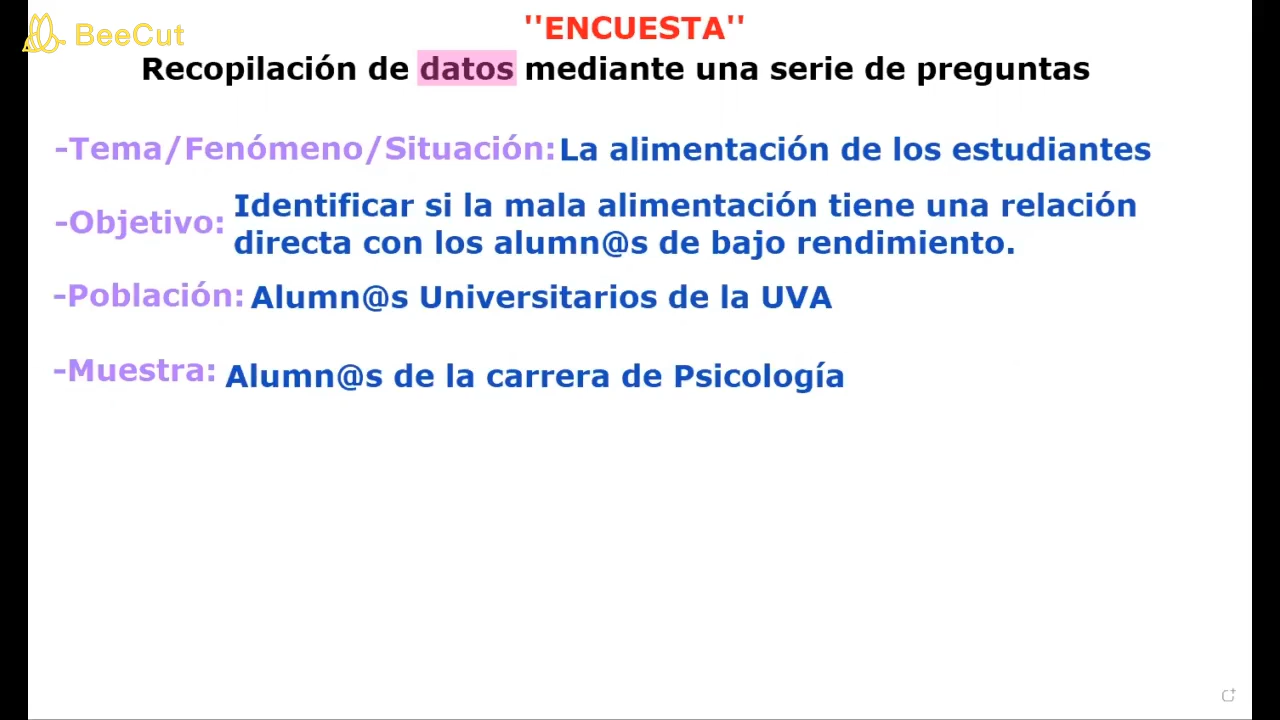 BeeCut
''ENCUESTA''
Recopilación de datos mediante una serie de preguntas
-Tema/Fenómeno/Situación: La alimentación de los estudiantes
-Objetivo: Identificar si la mala alimentación tiene una relación
directa con los alumn@s de bajo rendimiento.
-Población: Alumn@s Universitarios de la UVA
-Muestra: Alumn@s de la carrera de Psicología